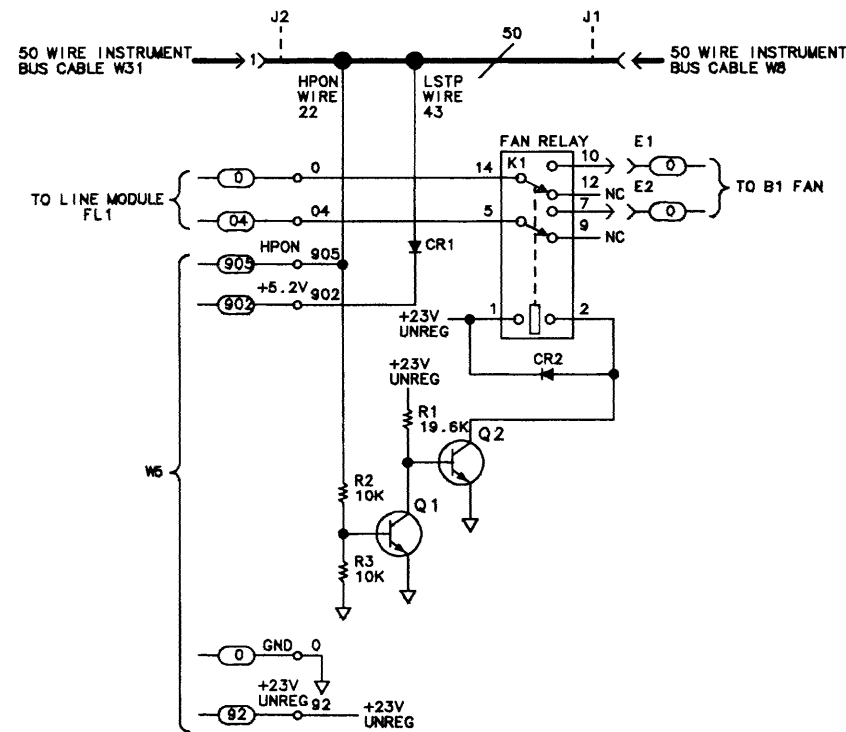 J2
J1
50 WIRE INSTRUMENT
BUS CABLE W31
1
50
50 WIRE INSTRUMENT
BUS CABLE W8
HPON
WIRE
22
LSTP
WIRE
43
FAN RELAY
K1
10
E1
0
12
NC
E2
7
0
9
NC
TO B1 FAN
TO LINE MODULE
FL1
0
0
14
04
04
5
905
HPON
905
CR1
902
+5.2V
902
+23V
UNREG
1
2
CR2
+23V
UNREG
R1
19.6K
Q2
W5
R2
10K
Q1
R3
10K
0
GND
0
+23V
UNREG
92
92
+23V
UNREG